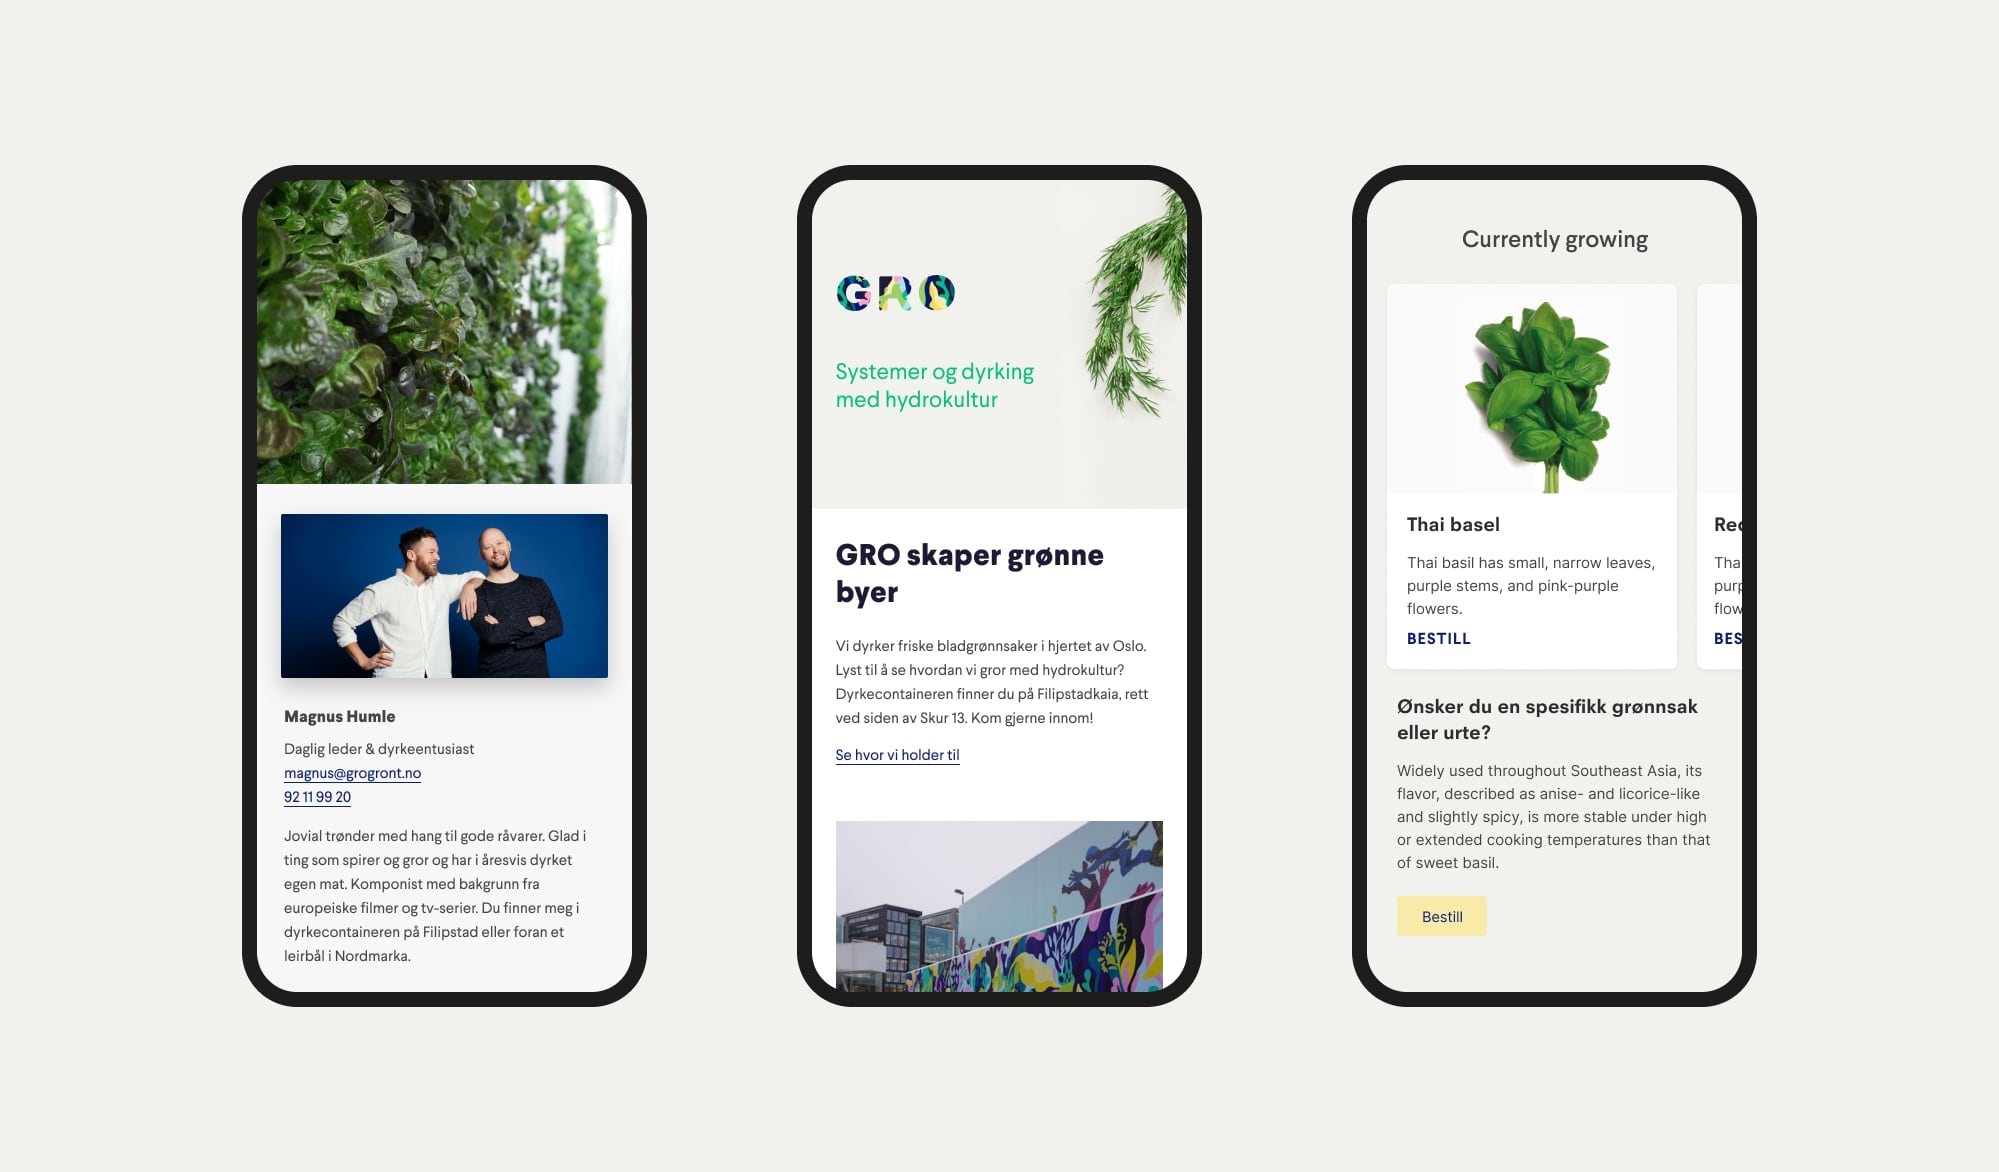 Magnus Humle
Daglig leder & dyrkeentusiast
magnus@grogront.no
92 11 99 20
Jovial trønder med hang til gode råvarer. Glad i
ting som spirer og gror og har i åresvis dyrket
egen mat. Komponist med bakgrunn fra
europeiske filmer og tv-serier. Du finner meg i
dyrkecontaineren på Filipstad eller foran et
leirbål i Nordmarka.
GRO
Systemer og dyrking
med hydrokultur
GRO skaper grønne
byer
Vi dyrker friske bladgrønnsaker i hjertet av Oslo.
Lyst til å se hvordan vi gror med hydrokultur?
Dyrkecontaineren finner du på Filipstadkaia, rett
ved siden av Skur 13. Kom gjerne innom!
Se hvor vi holder til
Currently growing
Thai basel
Thai basil has small, narrow leaves,
purple stems, and pink-purple
flowers.
BESTILL
Rec
Tha
purp
flow
BES
Ønsker du en spesifikk grønnsak
eller urte?
Widely used throughout Southeast Asia, its
flavor, described as anise- and licorice-like
and slightly spicy, is more stable under high
or extended cooking temperatures than that
of sweet basil.
Bestill